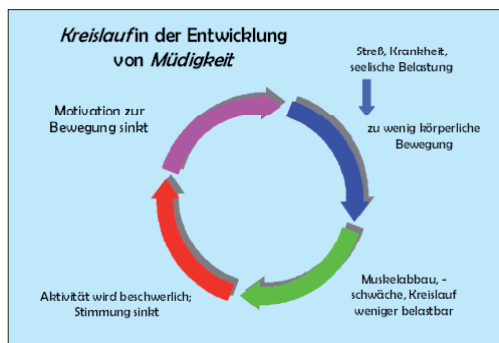 Kreislauf in der Entwicklung
von Müdigkeit
Streß, Krankheit,
seelische Belastung
zu wenig körperliche
Bewegung
Muskelabbau, -
schwäche, Kreislauf
weniger belastbar
Aktivität wird beschwerlich;
Stimmung sinkt
Motivation zur
Bewegung sinkt